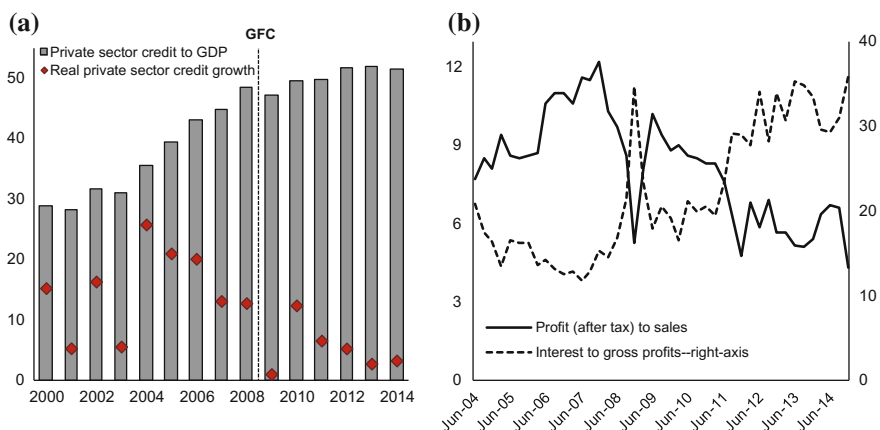 (a)
GFC
Private sector credit to GDP
Real private sector credit growth
50
40
30
20
10
0
2000 2002 2004 2006 2008 2010 2012 2014
(b)
12
9
6
3
0
40
30
20
10
0
Profit (after tax) to sales
Interest to gross profits--right-axis
Jun-04 Jun-05 Jun-06 Jun-07 Jun-08 Jun-09 Jun-10 Jun-11 Jun-12 Jun-13 Jun-14